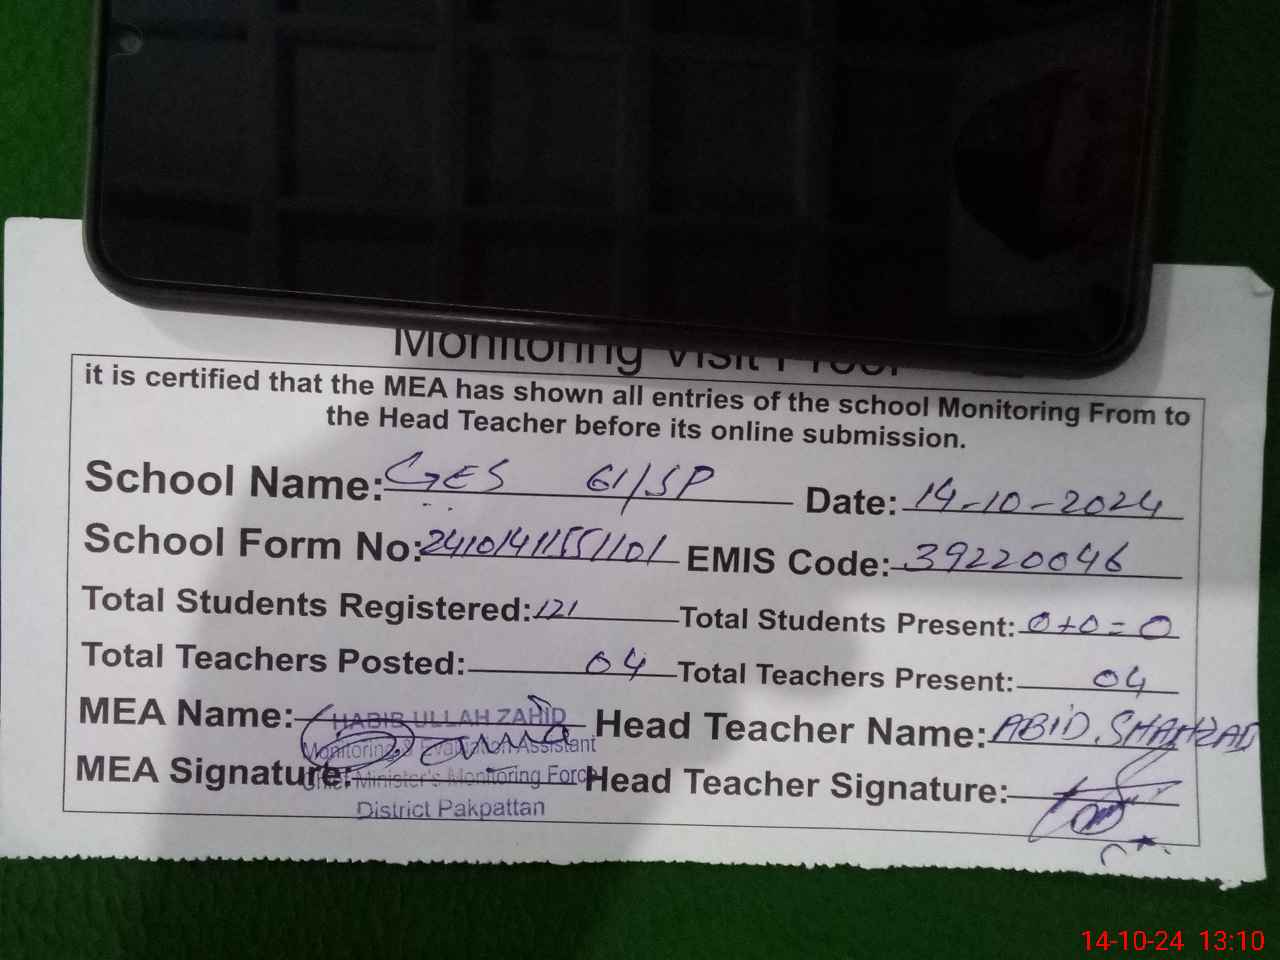 Monitoring Visit Proof
it is certified that the MEA has shown all entries of the school Monitoring From to
the Head Teacher before its online submission.
School Name: GES 61/SP Date: 14-10-2024
School Form No: 24101411551101 EMIS Code: 39220046
Total Students Registered: 121 Total Students Present: 0+0=0
Total Teachers Posted: 04 Total Teachers Present: 04
MEA Name: HABIB ULLAH ZAHID Head Teacher Name: ABID SHAHZAD
Monitoring & Evaluation Assistant
MEA Signature: Chief Minister's Monitoring Force Head Teacher Signature:
District Pakpattan
14-10-24 13:10